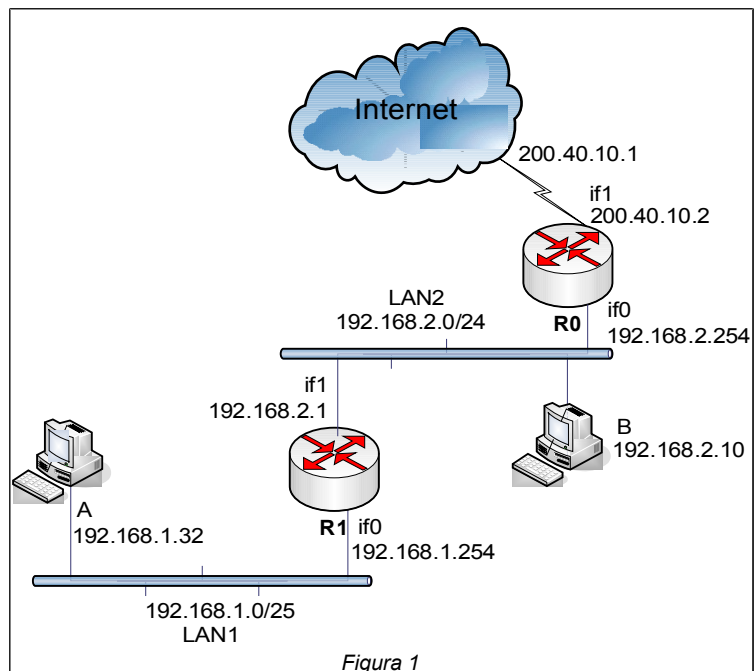 Internet
200.40.10.1
if1
200.40.10.2
LAN2
192.168.2.0/24
R0
if0
192.168.2.254
if1
192.168.2.1
B
192.168.2.10
A
192.168.1.32
R1
if0
192.168.1.254
192.168.1.0/25
LAN1
Figura 1